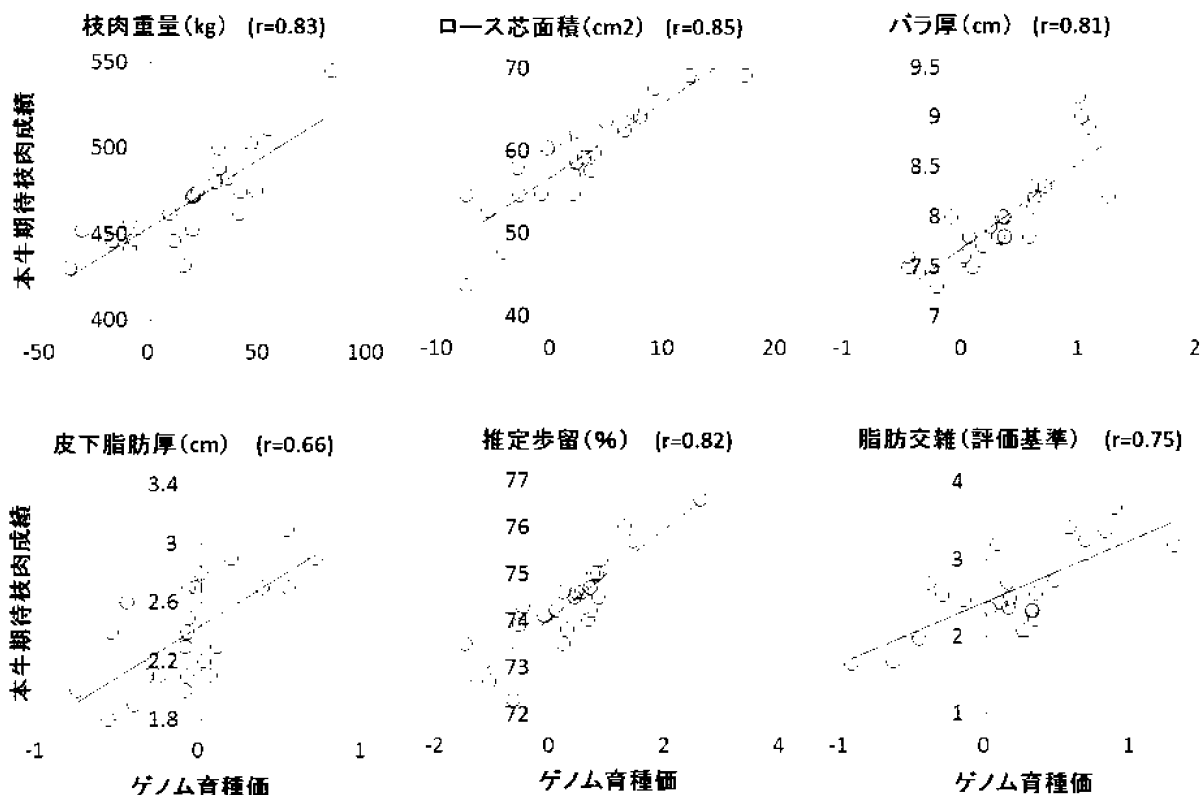 枝肉重量(kg) (r=0.83)
ロース芯面積(cm2) (r=0.85)
バラ厚(cm) (r=0.81)
本牛期待枝肉成績
550
500
450
400
-50 0 50 100
70
60
50
40
-10 0 10 20
9.5
9
8.5
8
7.5
7
-1 0 1 2
皮下脂肪厚(cm) (r=0.66)
推定歩留(%) (r=0.82)
脂肪交雑(評価基準) (r=0.75)
本牛期待枝肉成績
3.4
3
2.6
2.2
1.8
-1 0 1
ゲノム育種価
77
76
75
74
73
72
-2 0 2 4
ゲノム育種価
4
3
2
1
-1 0 1
ゲノム育種価